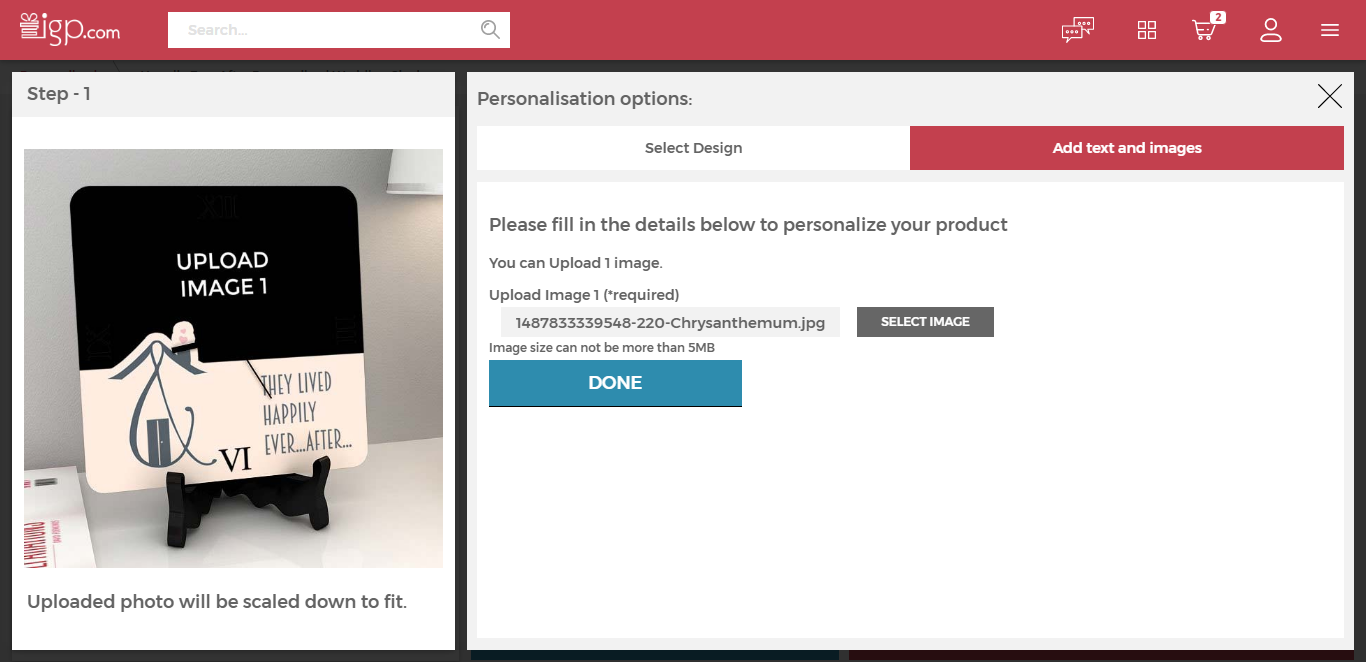 igp.com
Search...
2
Step - 1
Personalisation options:
Select Design
Add text and images
UPLOAD
IMAGE 1
XII
III
IX
THEY LIVED
HAPPILY
EVER...AFTER...
VI
Please fill in the details below to personalize your product
You can Upload 1 image.
Upload Image 1 (*required)
1487833339548-220-Chrysanthemum.jpg
SELECT IMAGE
Image size can not be more than 5MB
DONE
Uploaded photo will be scaled down to fit.